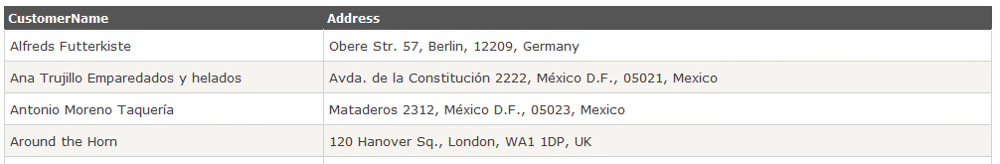 CustomerName Address
Alfreds Futterkiste Obere Str. 57, Berlin, 12209, Germany
Ana Trujillo Emparedados y helados Avda. de la Constitución 2222, México D.F., 05021, Mexico
Antonio Moreno Taquería Mataderos 2312, México D.F., 05023, Mexico
Around the Horn 120 Hanover Sq., London, WA1 1DP, UK